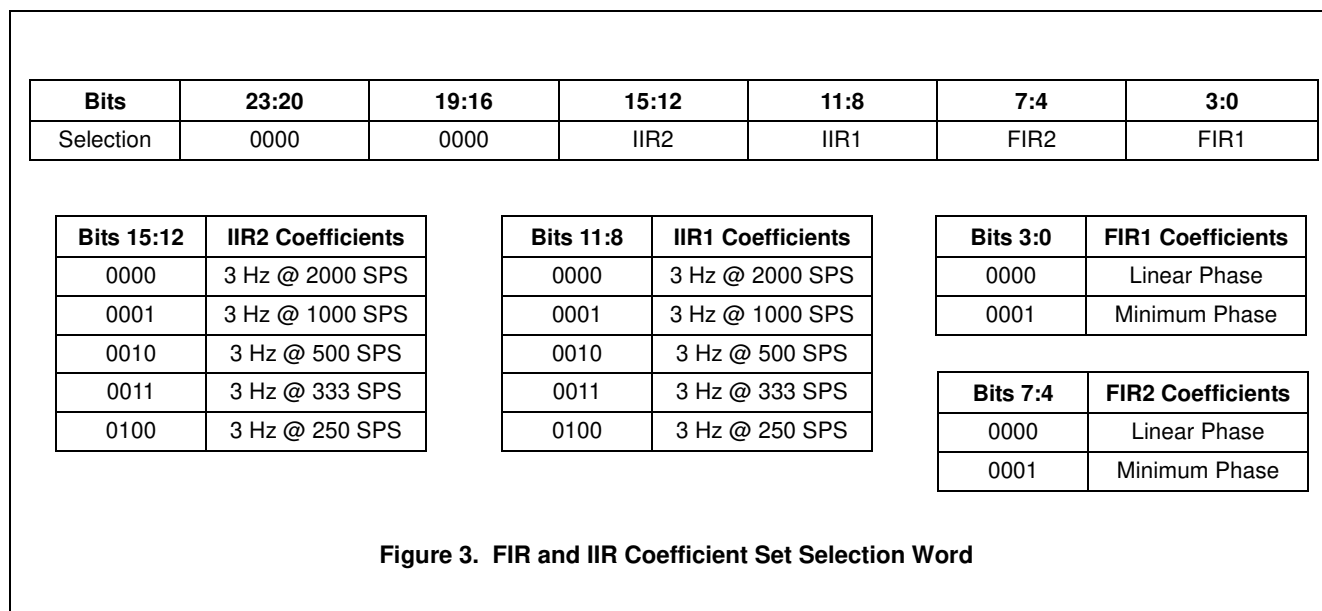 Bits 23:20 19:16 15:12 11:8 7:4 3:0
Selection 0000 0000 IIR2 IIR1 FIR2 FIR1
Bits 15:12 IIR2 Coefficients
0000 3 Hz @ 2000 SPS
0001 3 Hz @ 1000 SPS
0010 3 Hz @ 500 SPS
0011 3 Hz @ 333 SPS
0100 3 Hz @ 250 SPS
Bits 11:8 IIR1 Coefficients
0000 3 Hz @ 2000 SPS
0001 3 Hz @ 1000 SPS
0010 3 Hz @ 500 SPS
0011 3 Hz @ 333 SPS
0100 3 Hz @ 250 SPS
Bits 3:0 FIR1 Coefficients
0000 Linear Phase
0001 Minimum Phase
Bits 7:4 FIR2 Coefficients
0000 Linear Phase
0001 Minimum Phase
Figure 3. FIR and IIR Coefficient Set Selection Word